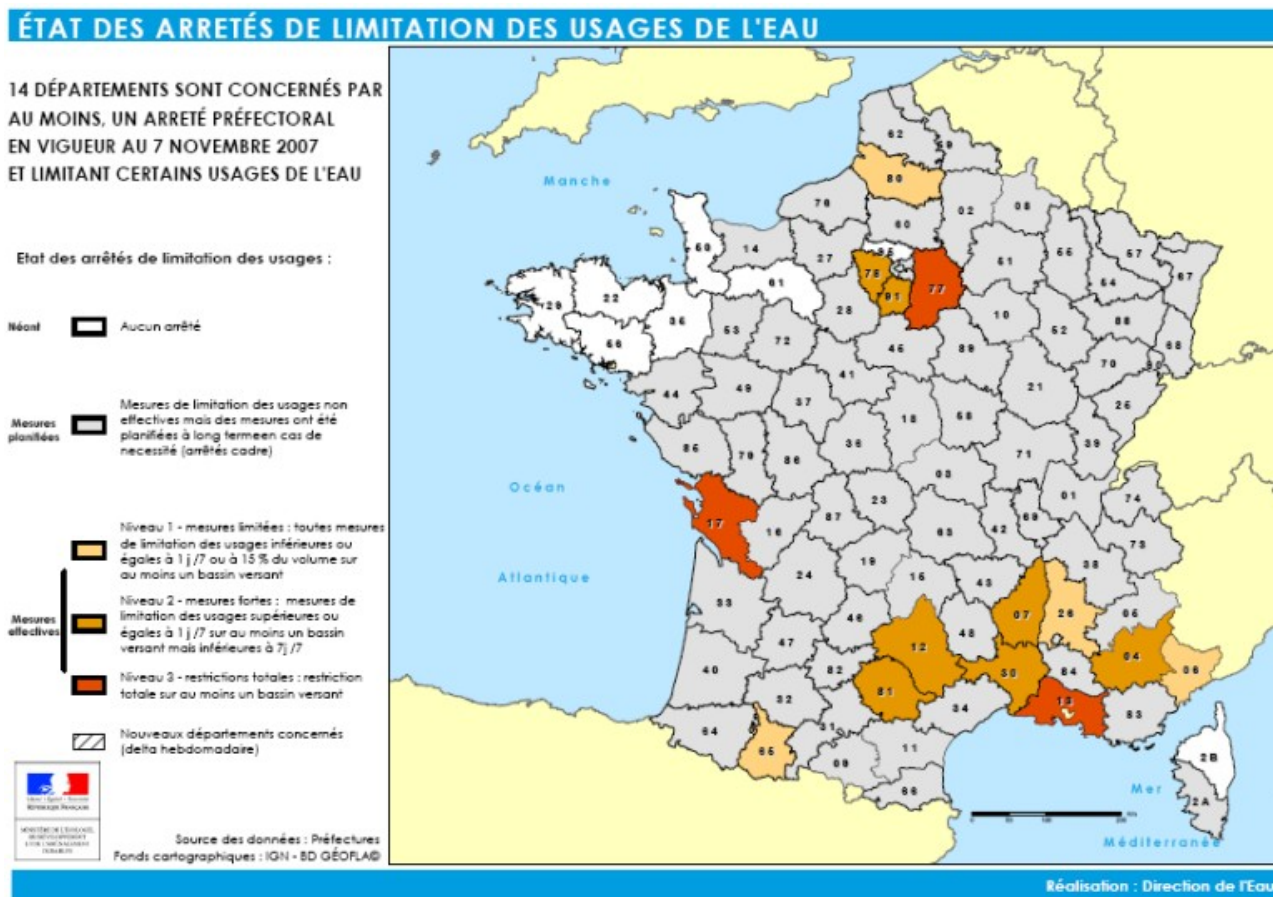 ÉTAT DES ARRETÉS DE LIMITATION DES USAGES DE L'EAU
14 DÉPARTEMENTS SONT CONCERNÉS PAR
AU MOINS, UN ARRETÉ PRÉFECTORAL
EN VIGUEUR AU 7 NOVEMBRE 2007
ET LIMITANT CERTAINS USAGES DE L'EAU
Etat des arrêtés de limitation des usages :
Néant
Aucun arrêté
Mesures
planifiées
Mesures de limitation des usages non
effectives mais des mesures ont été
planifiées à long termeen cas de
necessité (arrêtés cadre)
Niveau 1 - mesures limitées : toutes mesures
de limitation des usages inférieures ou
égales à 1 j /7 ou à 15 % du volume sur
au moins un bassin versant
Mesures
effectives
Niveau 2 - mesures fortes : mesures de
limitation des usages supérieures ou
égales à 1 j /7 sur au moins un bassin
versant mais inférieures à 7j /7
Niveau 3 - restrictions totales : restriction
totale sur au moins un bassin versant
Nouveaux départements concernés
(delta hebdomadaire)
RÉPUBLIQUE FRANÇAISE
Source des données : Préfectures
Fonds cartographiques : IGN - BD GÉOFLA©
Manche
Océan
Atlantique
Mer
Méditerranée
62
80
76
02
08
60
50
14
27
95
51
55
57
67
54
78
91
77
61
22
29
35
56
28
10
52
88
68
53
72
45
89
70
41
21
44
49
37
18
58
25
39
85
79
86
36
71
03
01
74
17
16
87
23
63
42
69
73
38
24
19
15
43
33
07
26
05
46
48
47
12
04
06
40
82
30
84
81
32
13
83
34
64
31
65
11
09
66
2B
2A
Réalisation : Direction de l'Eau